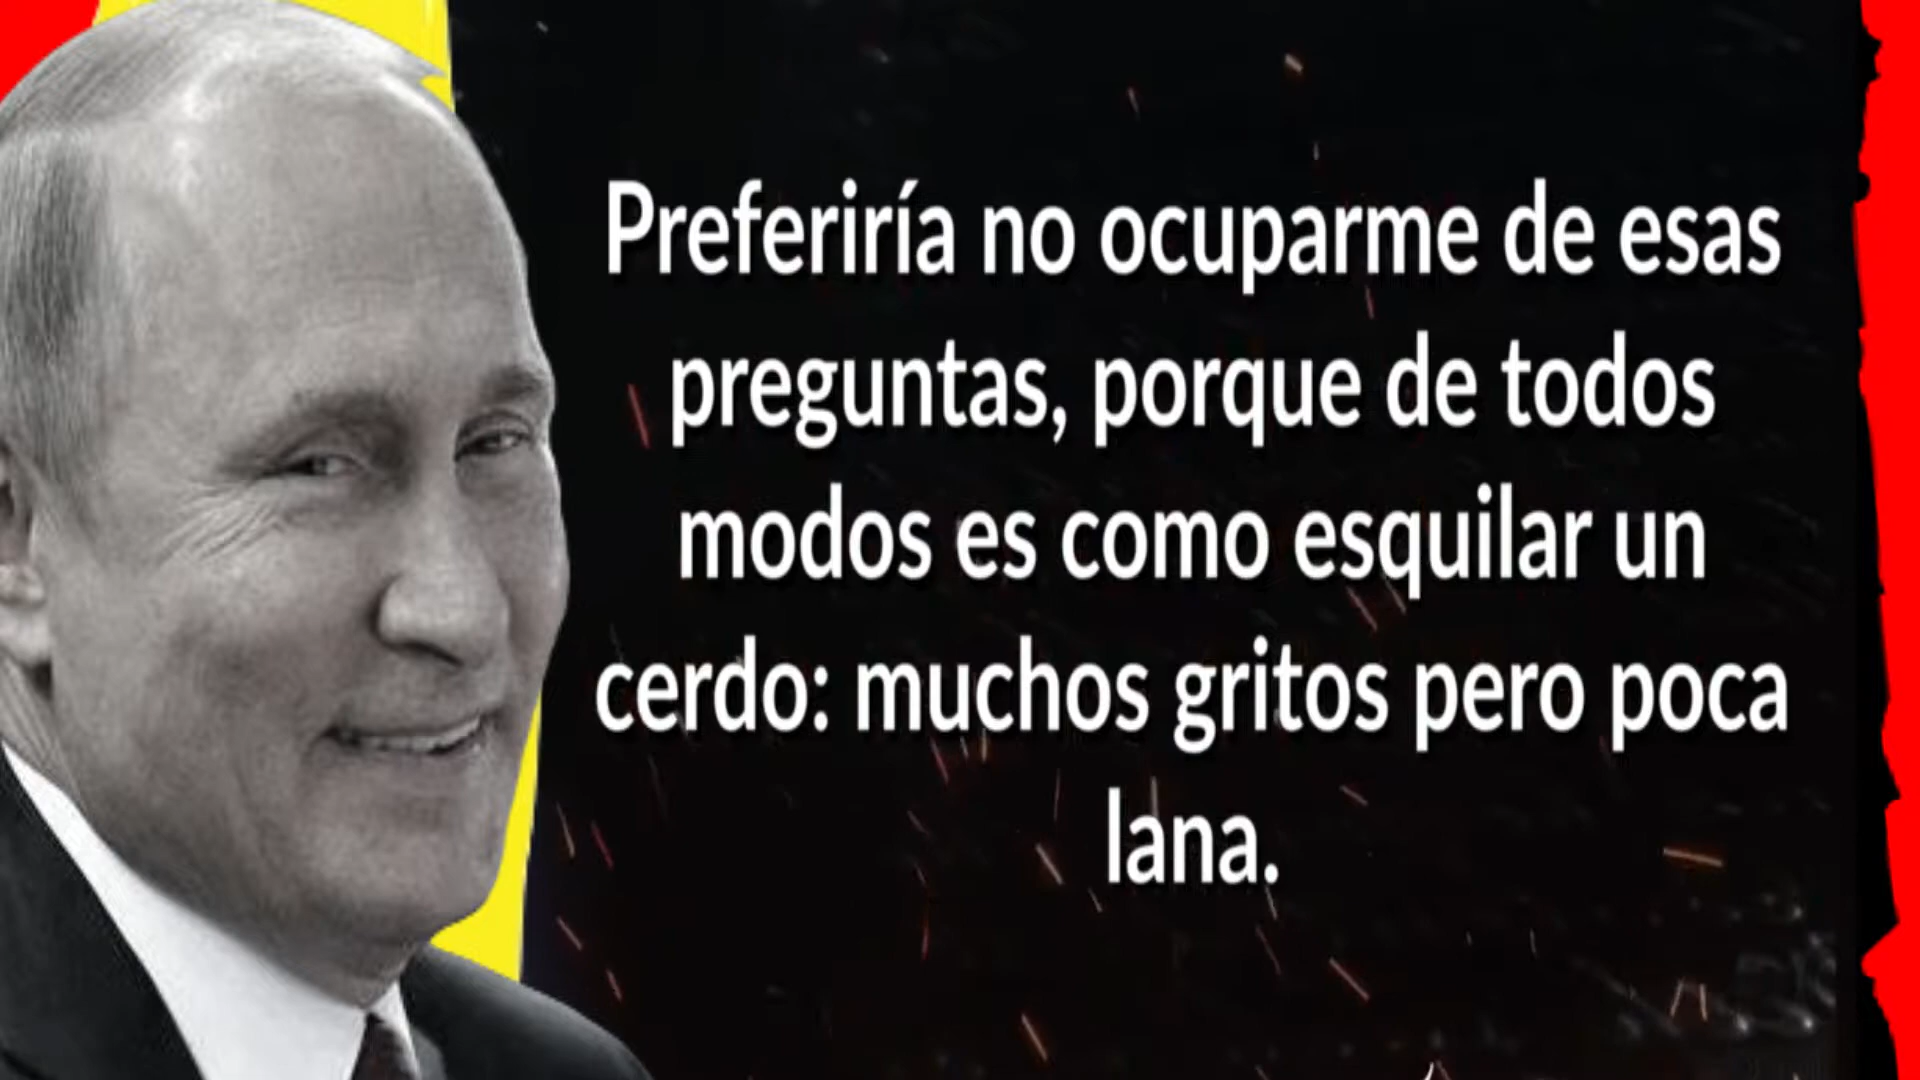 Preferiría no ocuparme de esas
preguntas, porque de todos
modos es como esquilar un
cerdo: muchos gritos pero poca
lana.